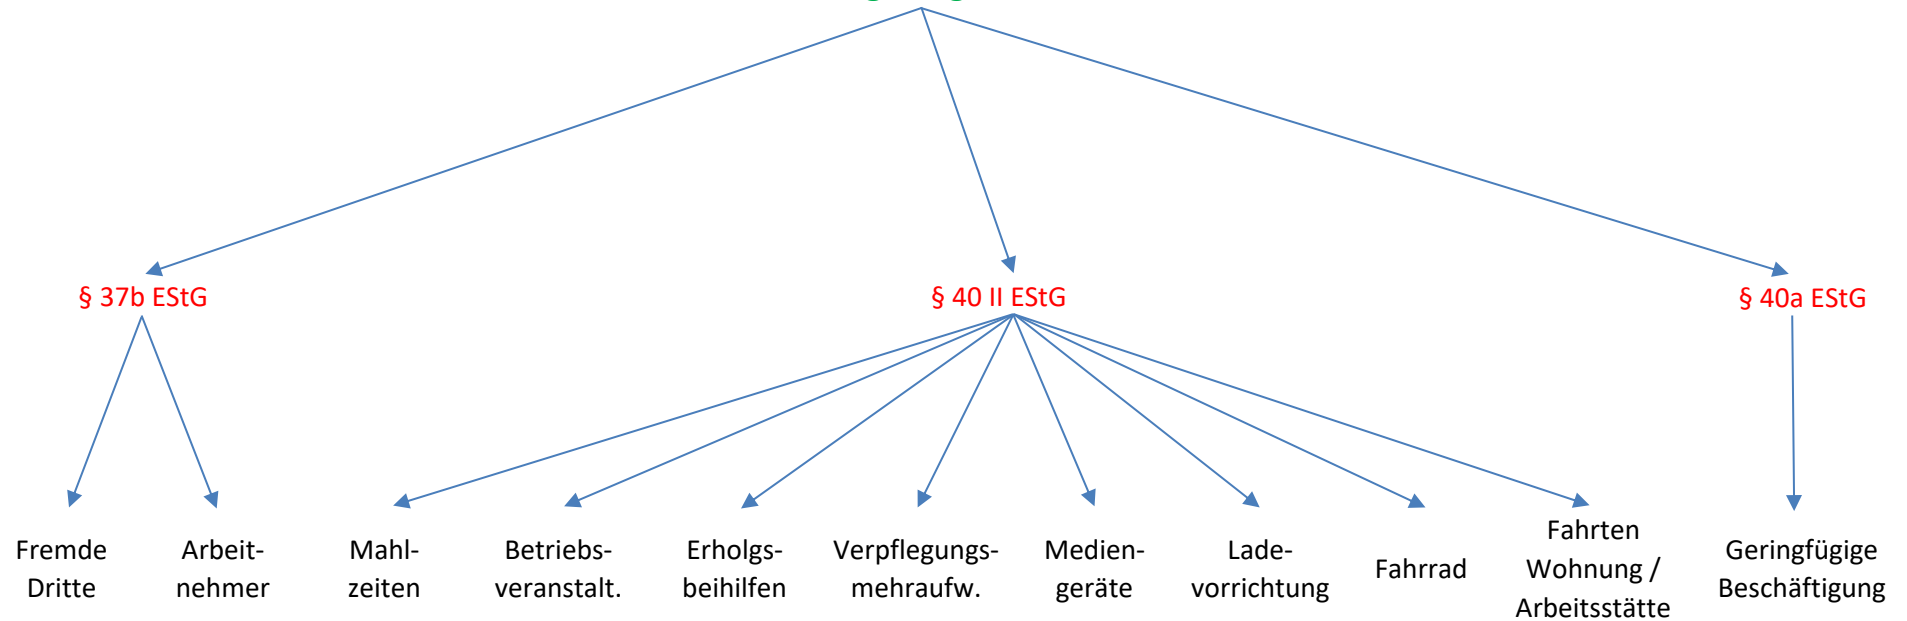 § 37b EStG
§ 40 II EStG
§ 40a EStG
Fremde
Dritte
Arbeit-
nehmer
Mahl-
zeiten
Betriebs-
veranstalt.
Erholgs-
beihilfen
Verpflegungs-
mehraufw.
Medien-
geräte
Lade-
vorrichtung
Fahrrad
Fahrten
Wohnung /
Arbeitsstätte
Geringfügige
Beschäftigung